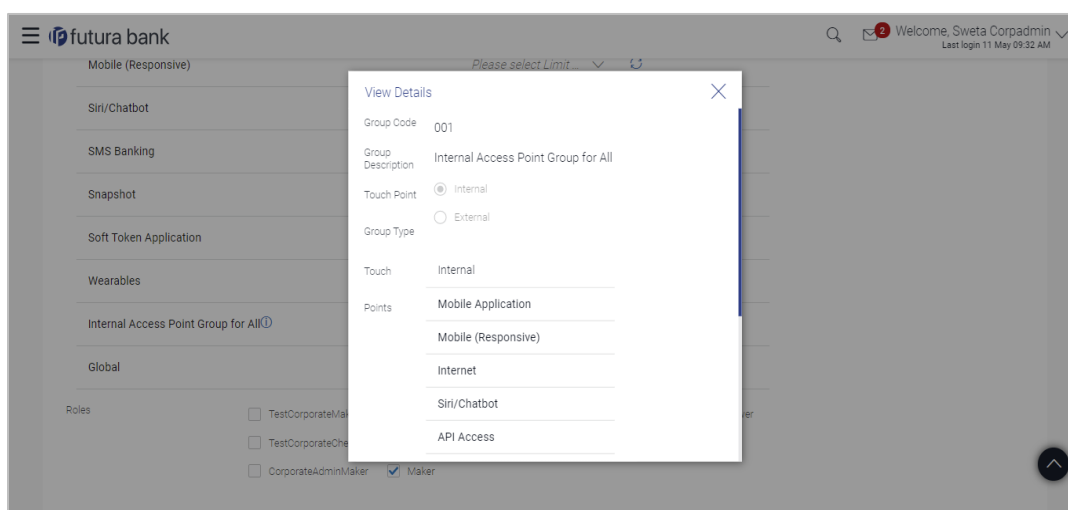 futura bank
2
Welcome, Sweta Corpadmin
Last login 11 May 09:32 AM
Mobile (Responsive)
Please select Limit ...
Siri/Chatbot
SMS Banking
Snapshot
Soft Token Application
Wearables
Internal Access Point Group for All
Global
Roles
TestCorporateMak
TestCorporateChe
CorporateAdminMaker
Maker
ver
View Details
Group Code
001
Group
Description
Internal Access Point Group for All
Touch Point
Internal
External
Group Type
Touch
Points
Internal
Mobile Application
Mobile (Responsive)
Internet
Siri/Chatbot
API Access